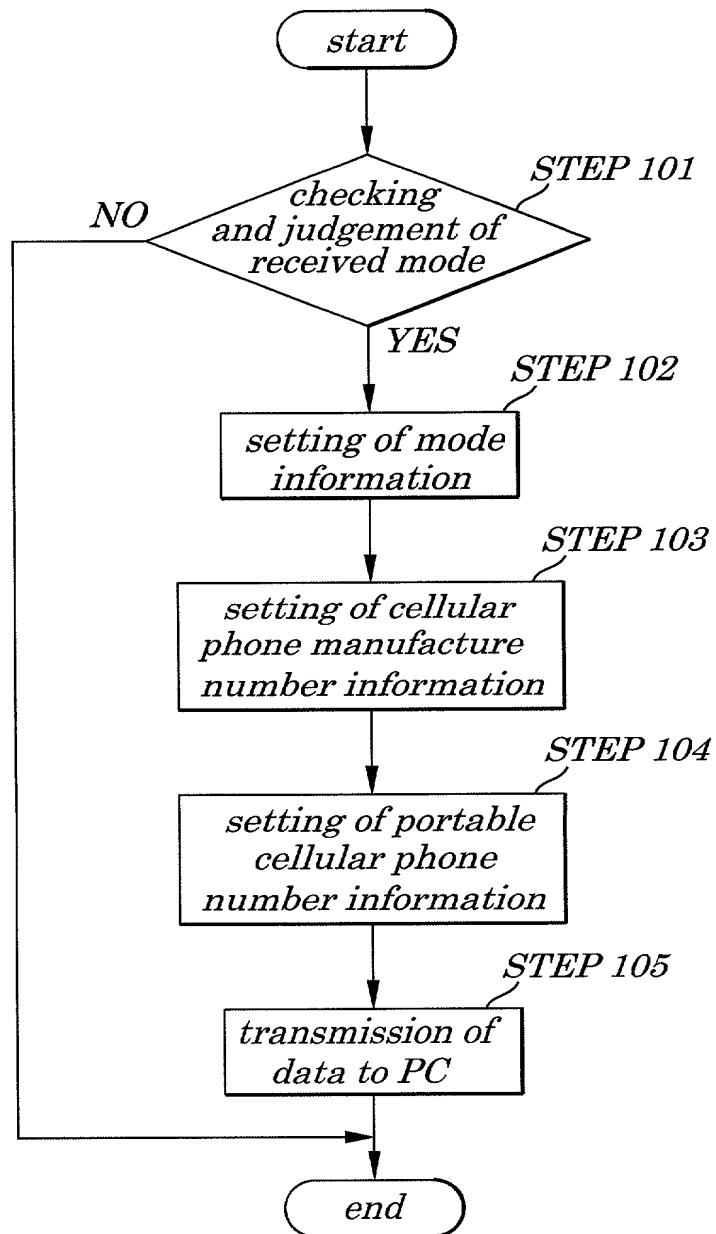 start
STEP 101
checking
and judgement of
received mode
NO
YES
STEP 102
setting of mode
information
STEP 103
setting of cellular
phone manufacture
number information
STEP 104
setting of portable
cellular phone
number information
STEP 105
transmission of
data to PC
end